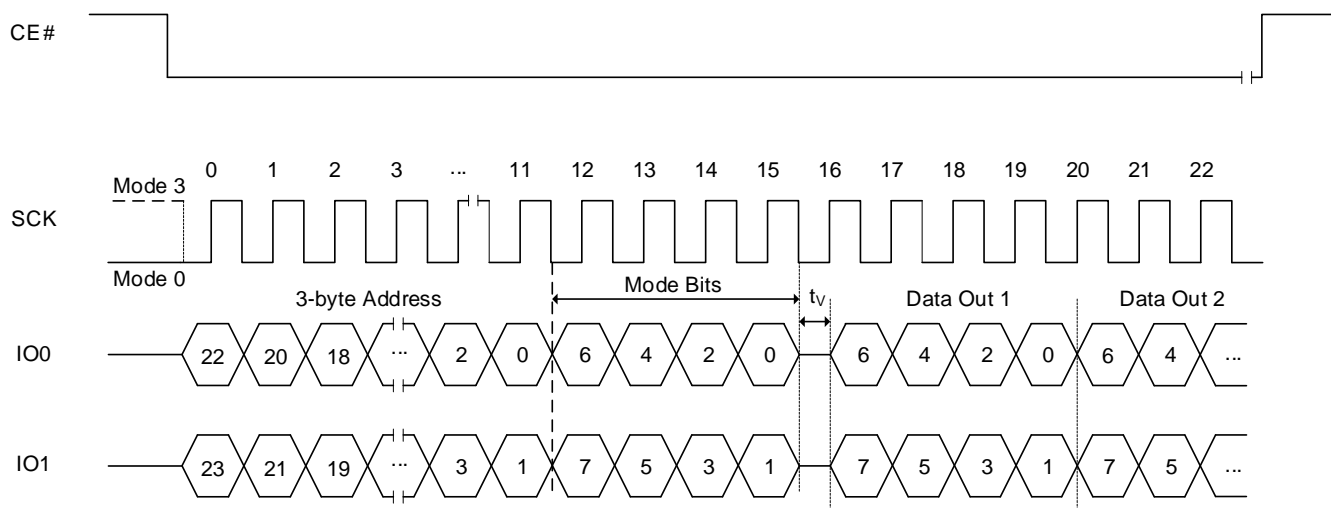 CE#
0 1 2 3 ... 11 12 13 14 15 16 17 18 19 20 21 22
Mode 3
SCK
Mode 0
3-byte Address Mode Bits tV Data Out 1 Data Out 2
IO0 22 20 18 ... 2 0 6 4 2 0 6 4 2 0 6 4 ...
IO1 23 21 19 ... 3 1 7 5 3 1 7 5 3 1 7 5 ...